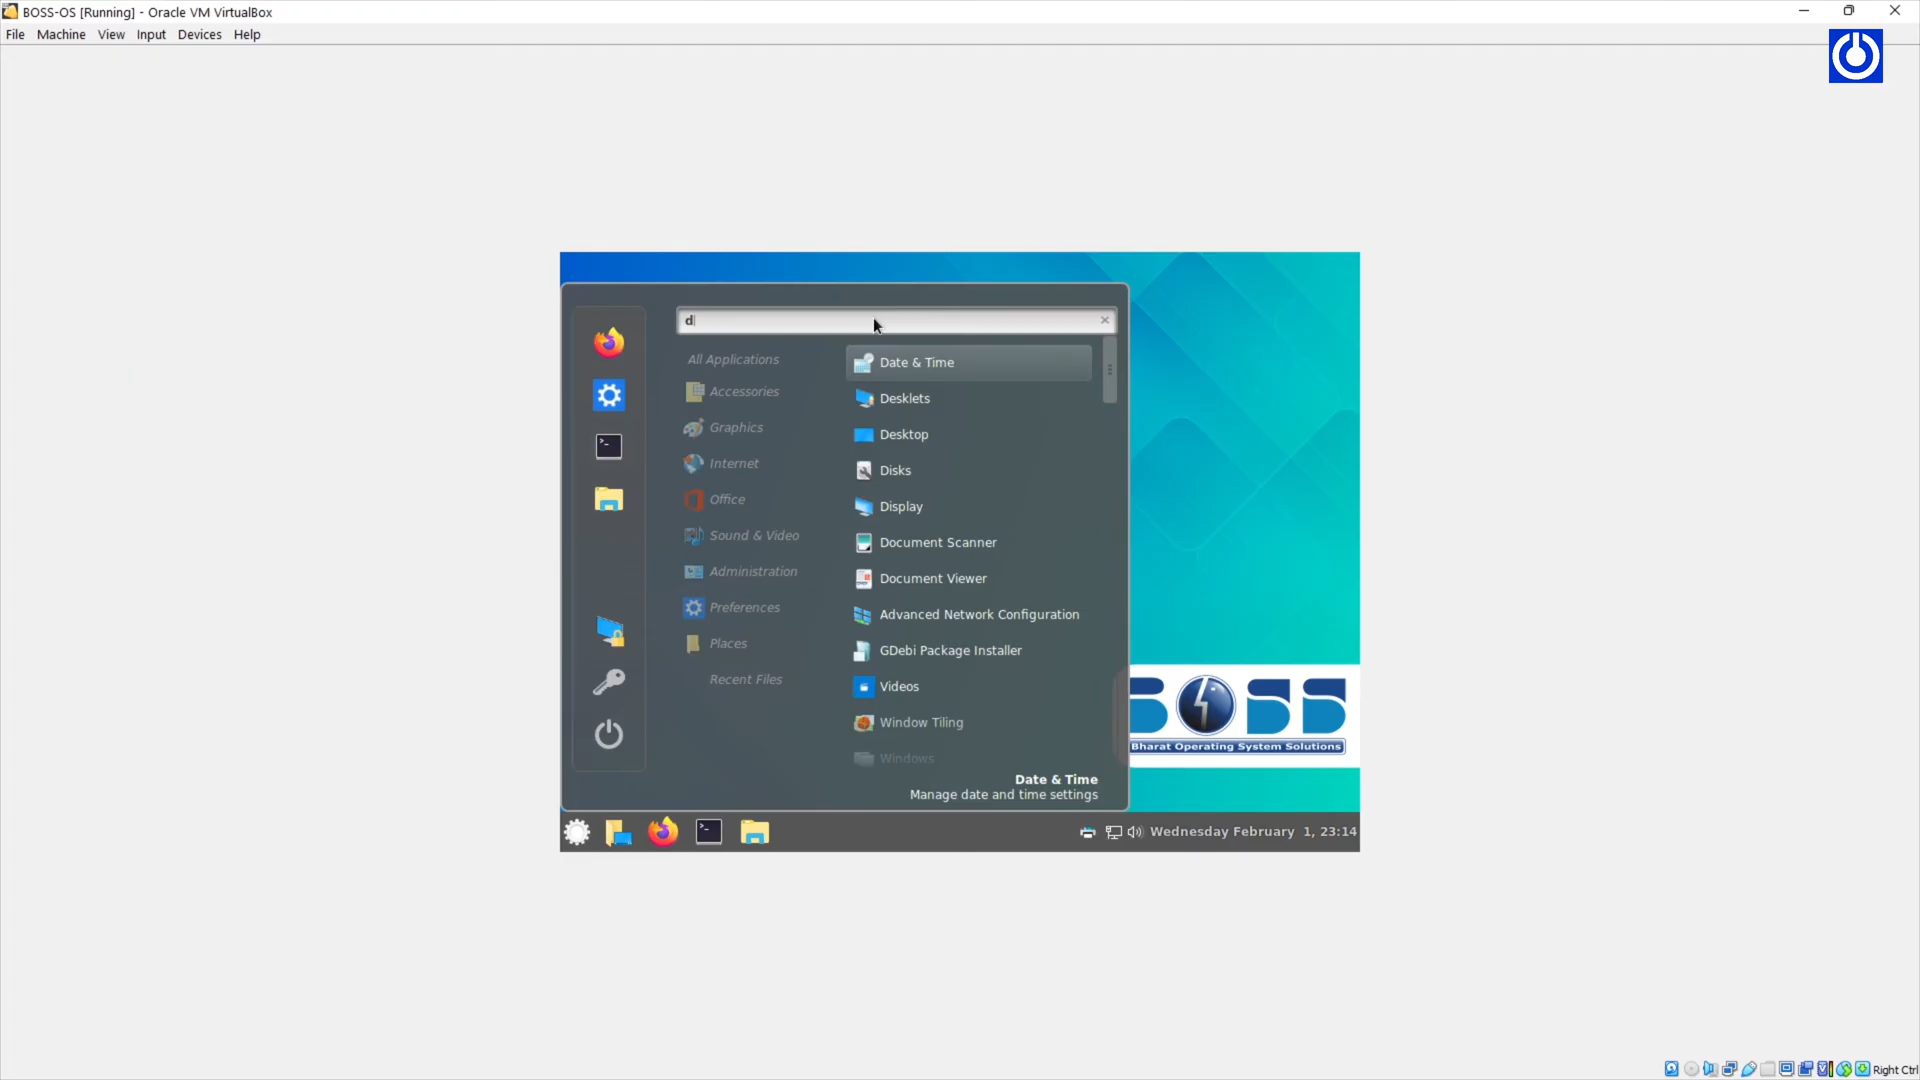 BOSS-OS [Running] - Oracle VM VirtualBox
File Machine View Input Devices Help
d
All Applications
Accessories
Graphics
Internet
Office
Sound & Video
Administration
Preferences
Places
Recent Files
Date & Time
Desklets
Desktop
Disks
Display
Document Scanner
Document Viewer
Advanced Network Configuration
GDebi Package Installer
Videos
Window Tiling
Windows
Date & Time
Manage date and time settings
BOSS
Bharat Operating System Solutions
Wednesday February 1, 23:14
Right Ctrl